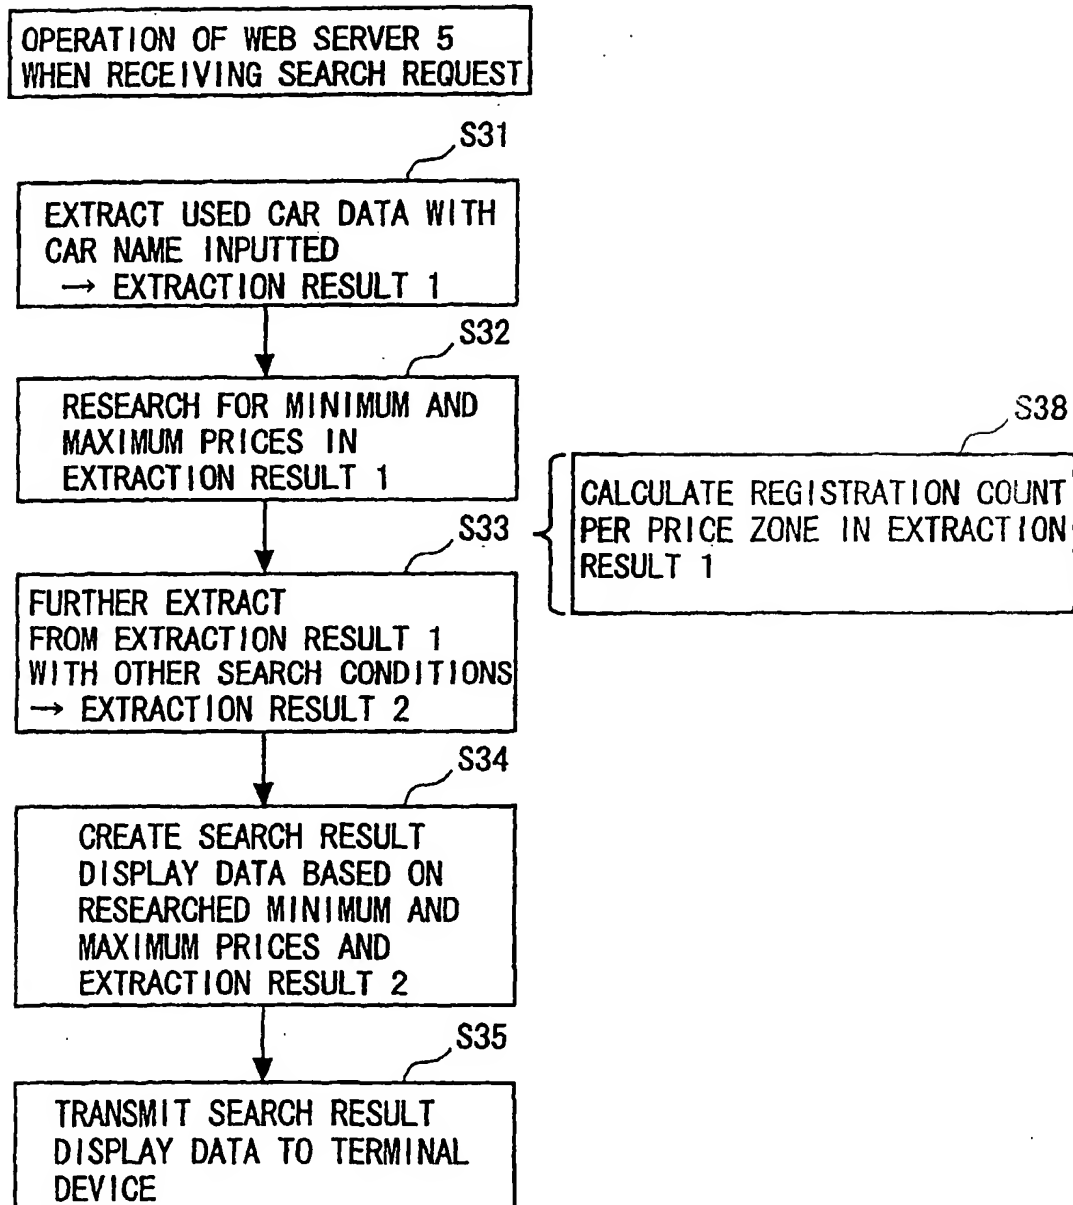 OPERATION OF WEB SERVER 5
WHEN RECEIVING SEARCH REQUEST
S31
EXTRACT USED CAR DATA WITH
CAR NAME INPUTTED
→ EXTRACTION RESULT 1
S32
RESEARCH FOR MINIMUM AND
MAXIMUM PRICES IN
EXTRACTION RESULT 1
S38
CALCULATE REGISTRATION COUNT
PER PRICE ZONE IN EXTRACTION
RESULT 1
S33
FURTHER EXTRACT
FROM EXTRACTION RESULT 1
WITH OTHER SEARCH CONDITIONS
→ EXTRACTION RESULT 2
S34
CREATE SEARCH RESULT
DISPLAY DATA BASED ON
RESEARCHED MINIMUM AND
MAXIMUM PRICES AND
EXTRACTION RESULT 2
S35
TRANSMIT SEARCH RESULT
DISPLAY DATA TO TERMINAL
DEVICE